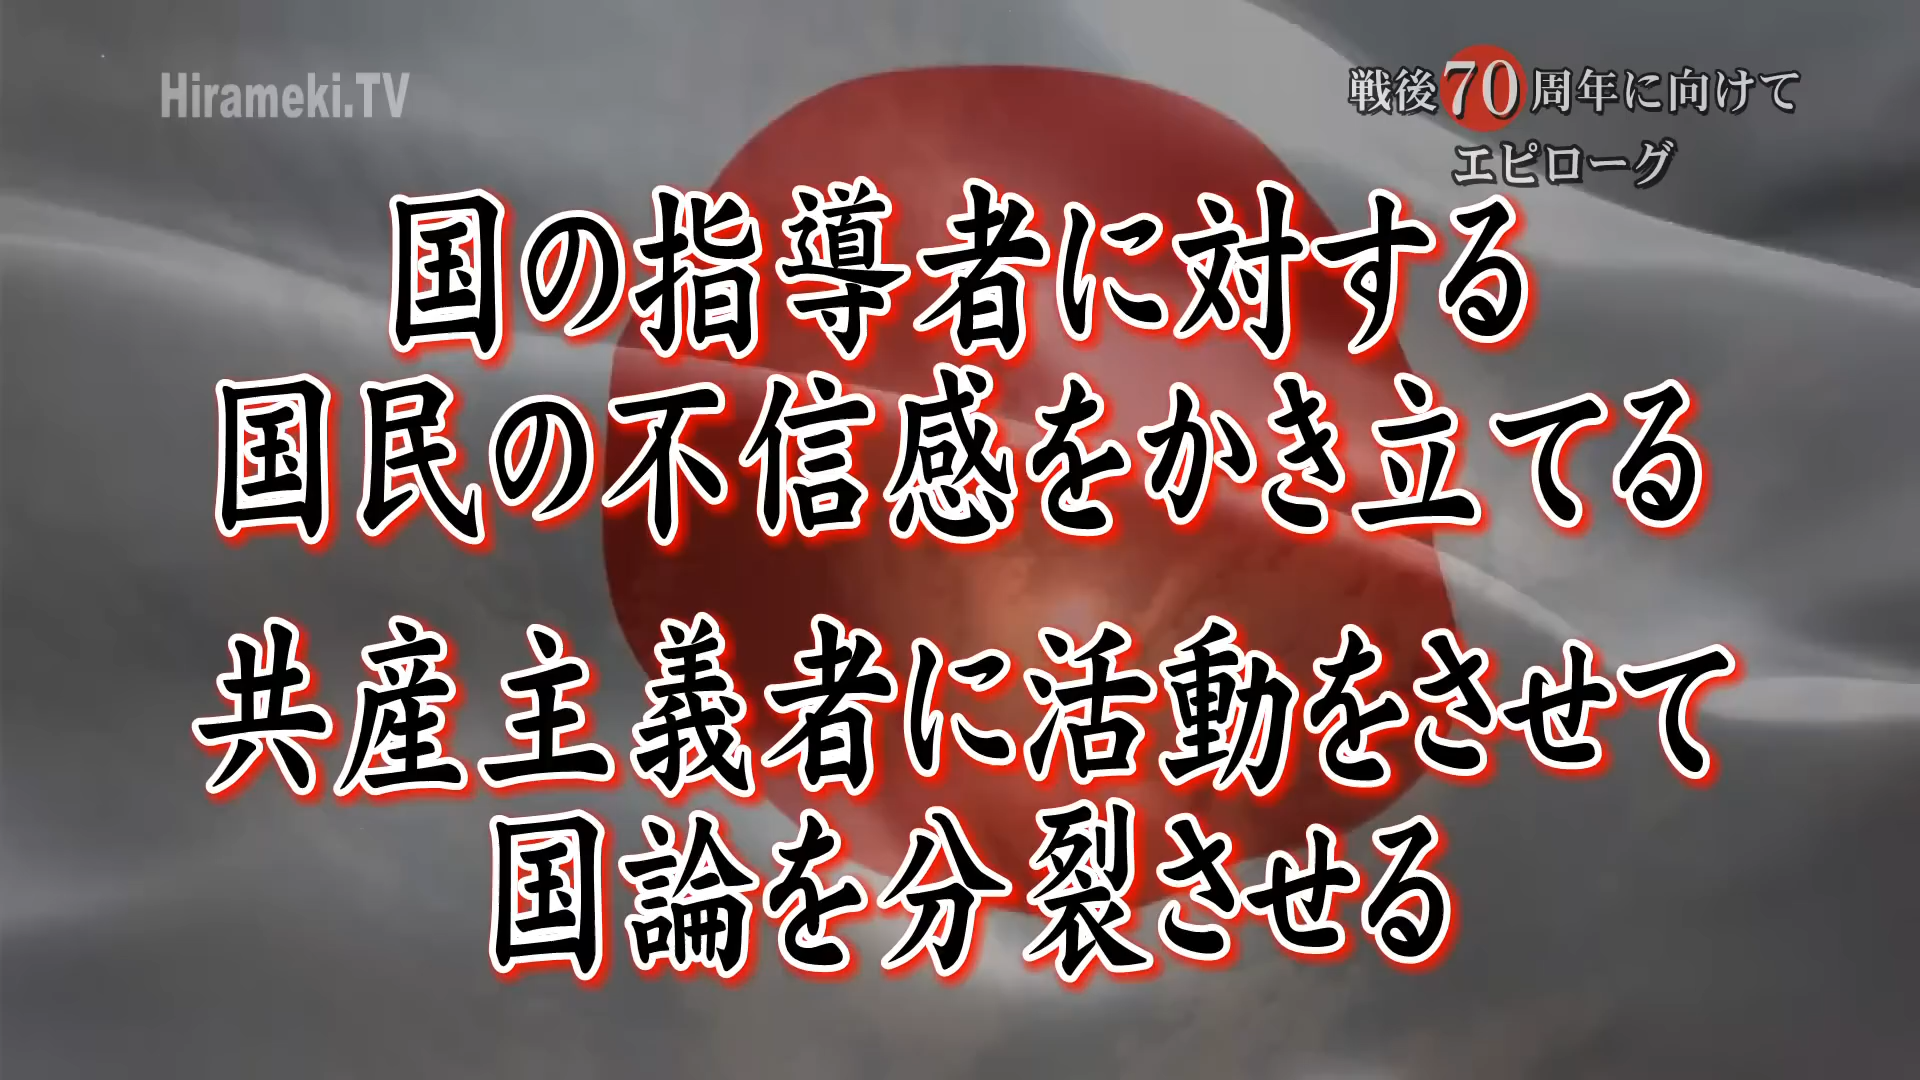 Hirameki.TV
戦後70周年に向けて
エピローグ
国の指導者に対する
国民の不信感をかき立てる
共産主義者に活動をさせて
国論を分裂させる